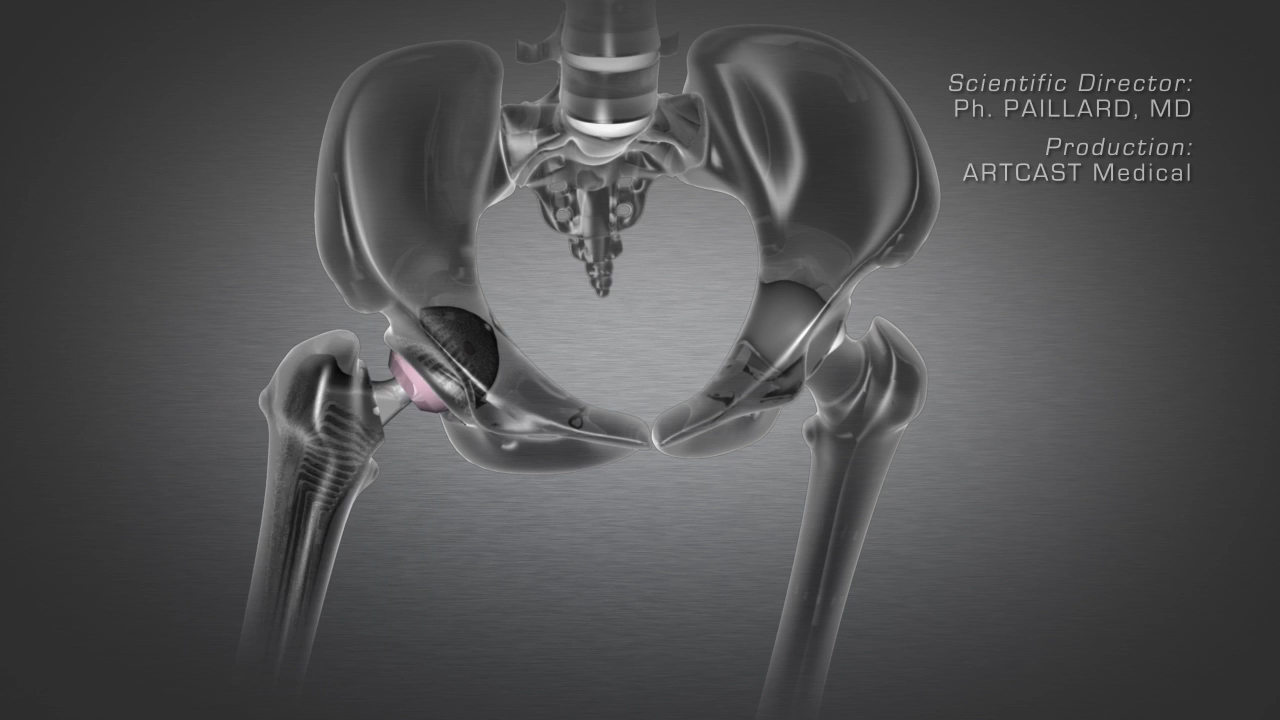 Scientific Director:
Ph. PAILLARD, MD
Production:
ARTCAST Medical